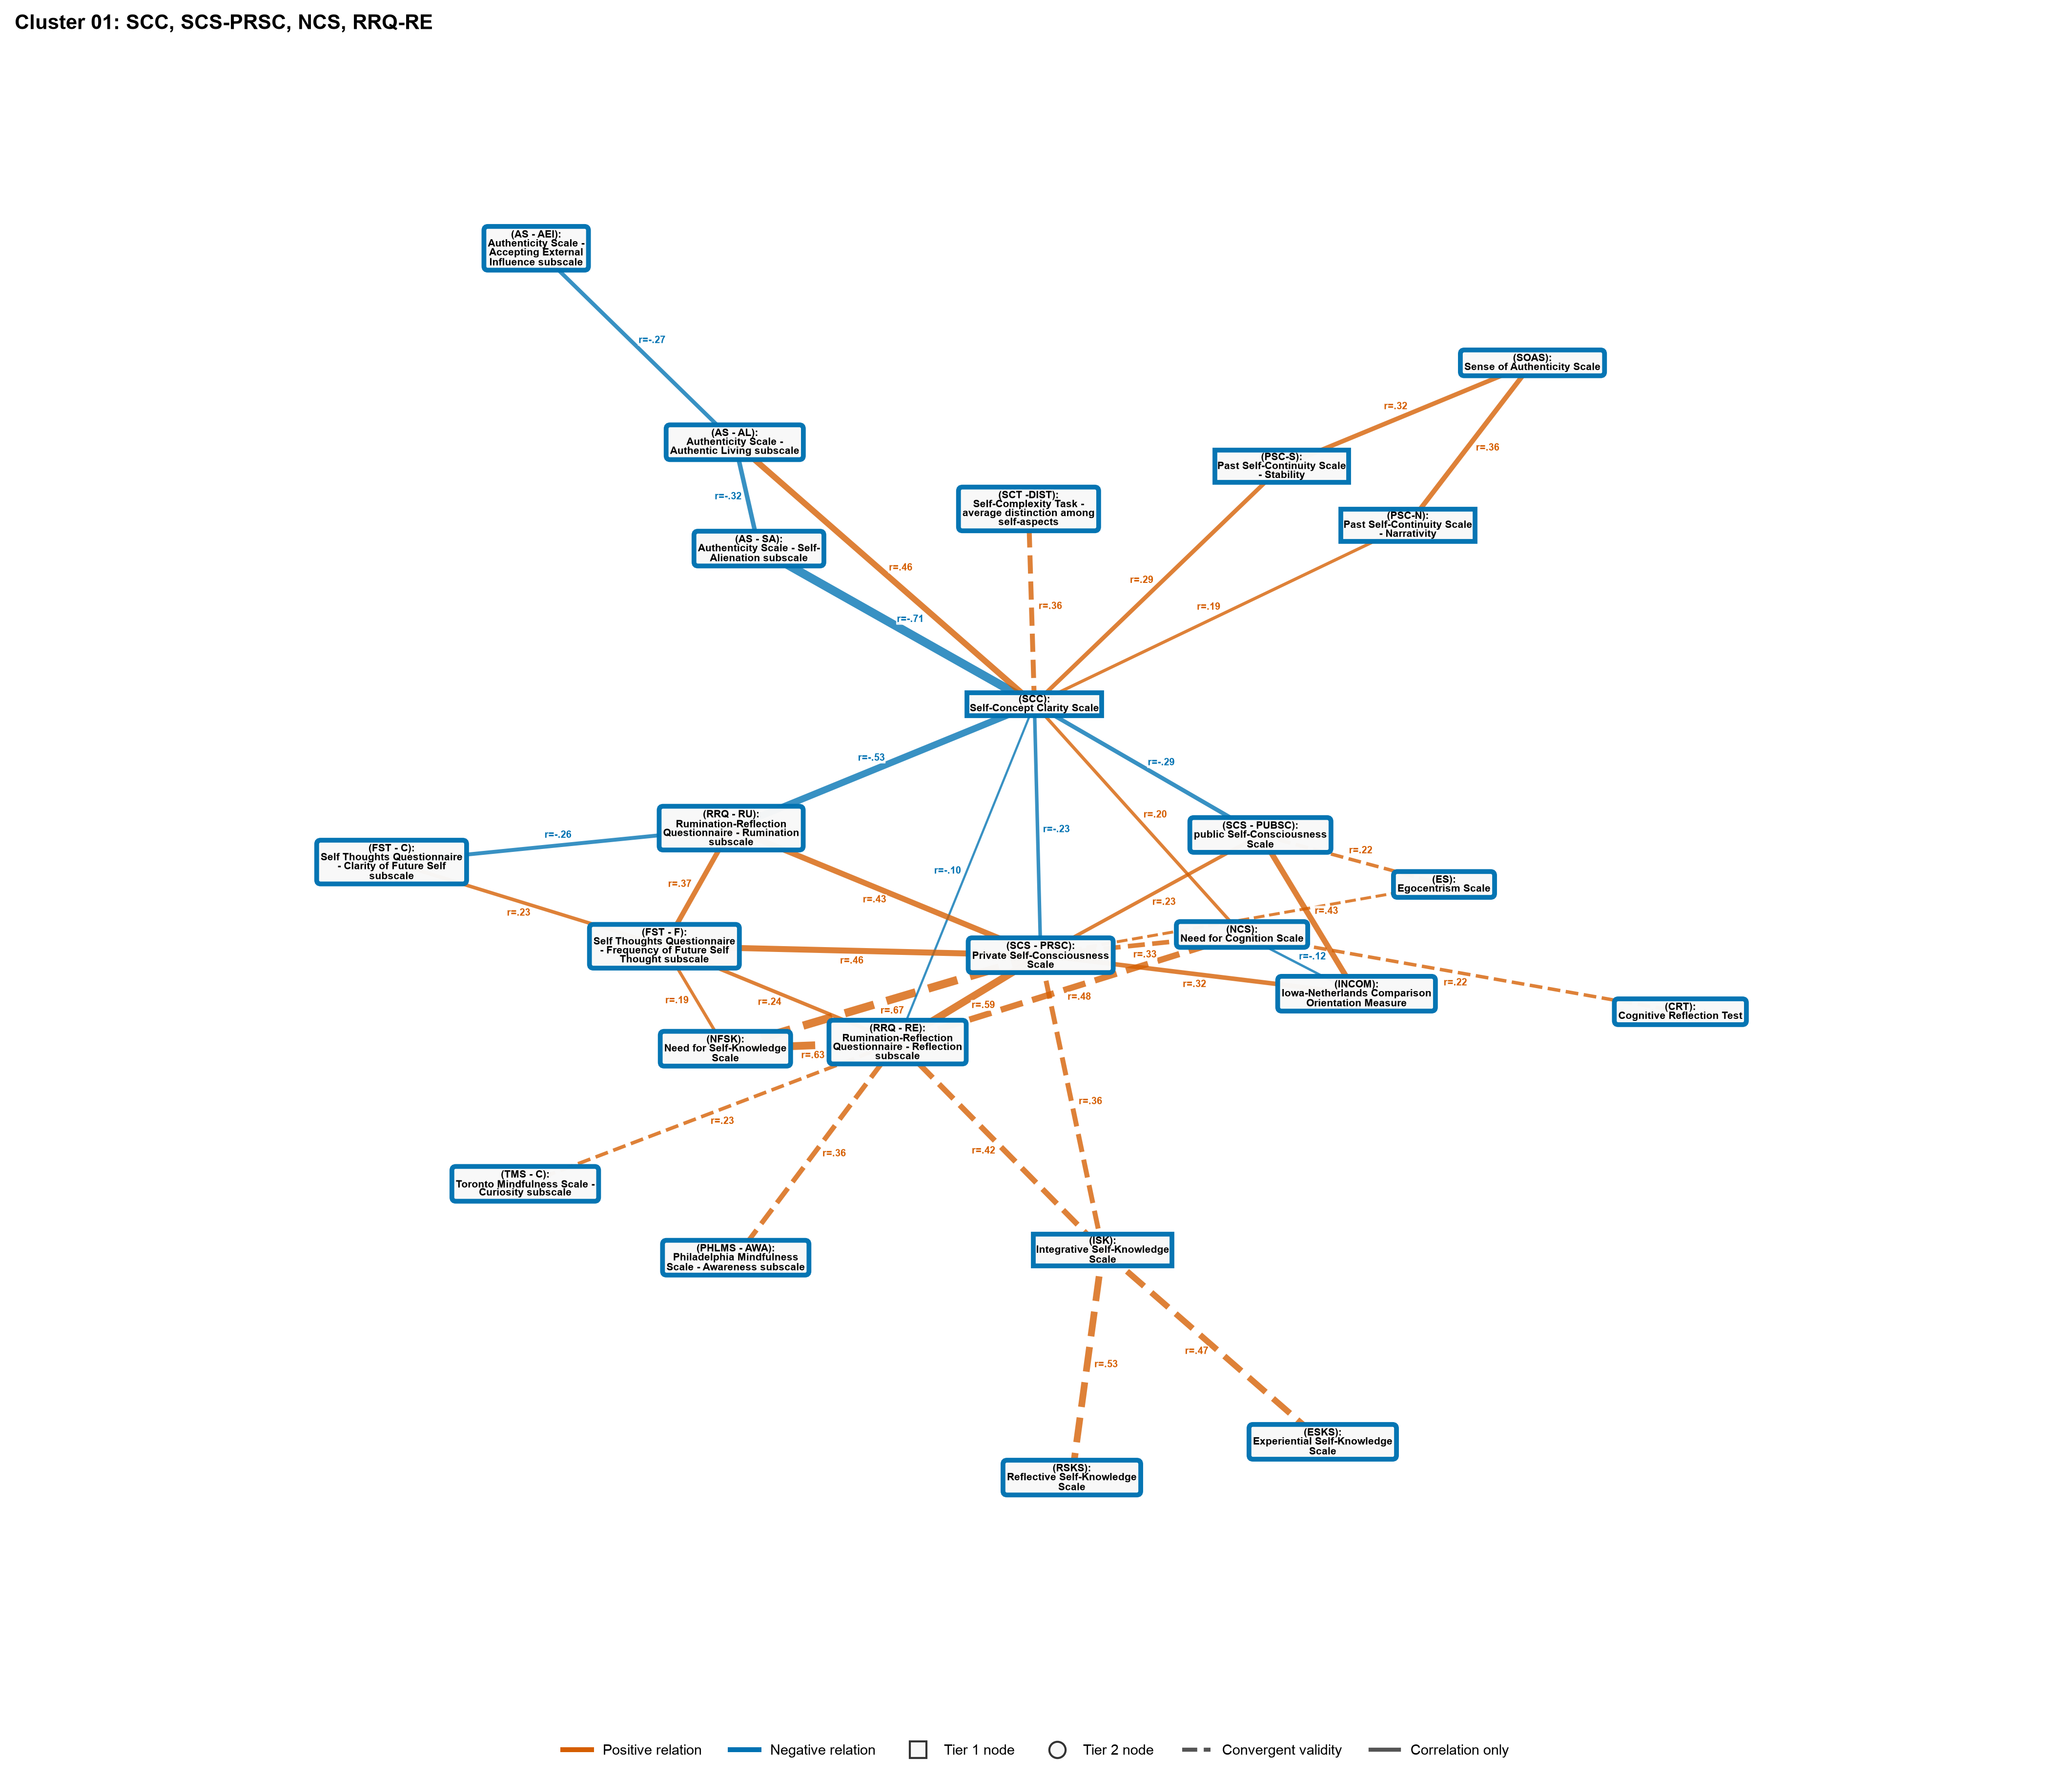 Cluster 01: SCC, SCS-PRSC, NCS, RRQ-RE
(AS - AEI):
Authenticity Scale -
Accepting External
Influence subscale
r=-.27
(SOAS):
Sense of Authenticity Scale
r=.32
(AS - AL):
Authenticity Scale -
Authentic Living subscale
r=.36
(PSC-S):
Past Self-Continuity Scale
- Stability
r=-.32
(SCT -DIST):
Self-Complexity Task -
average distinction among
self-aspects
(PSC-N):
Past Self-Continuity Scale
- Narrativity
(AS - SA):
Authenticity Scale - Self-
Alienation subscale
r=.46
r=.29
r=.36
r=.19
r=-.71
(SCC):
Self-Concept Clarity Scale
r=-.53
r=-.29
r=.20
(RRQ - RU):
Rumination-Reflection
Questionnaire - Rumination
subscale
r=-.26
r=-.23
(SCS - PUBSC):
public Self-Consciousness
Scale
r=.22
(FST - C):
Self Thoughts Questionnaire
- Clarity of Future Self
subscale
r=-.10
(ES):
Egocentrism Scale
r=.37
r=.43
r=.23
r=.23
r=.43
(FST - F):
Self Thoughts Questionnaire
- Frequency of Future Self
Thought subscale
(SCS - PRSC):
Private Self-Consciousness
Scale
(NCS):
Need for Cognition Scale
r=.46
r=.33
r=-.12
r=.32
r=.22
(INCOM):
Iowa-Netherlands Comparison
Orientation Measure
r=.19
r=.24
r=.67
r=.59
r=.48
(CRT):
Cognitive Reflection Test
(NFSK):
Need for Self-Knowledge
Scale
r=.63
(RRQ - RE):
Rumination-Reflection
Questionnaire - Reflection
subscale
r=.23
r=.36
r=.36
r=.42
(TMS - C):
Toronto Mindfulness Scale -
Curiosity subscale
(PHLMS - AWA):
Philadelphia Mindfulness
Scale - Awareness subscale
(ISK):
Integrative Self-Knowledge
Scale
r=.53
r=.47
(ESKS):
Experiential Self-Knowledge
Scale
(RSKS):
Reflective Self-Knowledge
Scale
Positive relation
Negative relation
Tier 1 node
Tier 2 node
Convergent validity
Correlation only